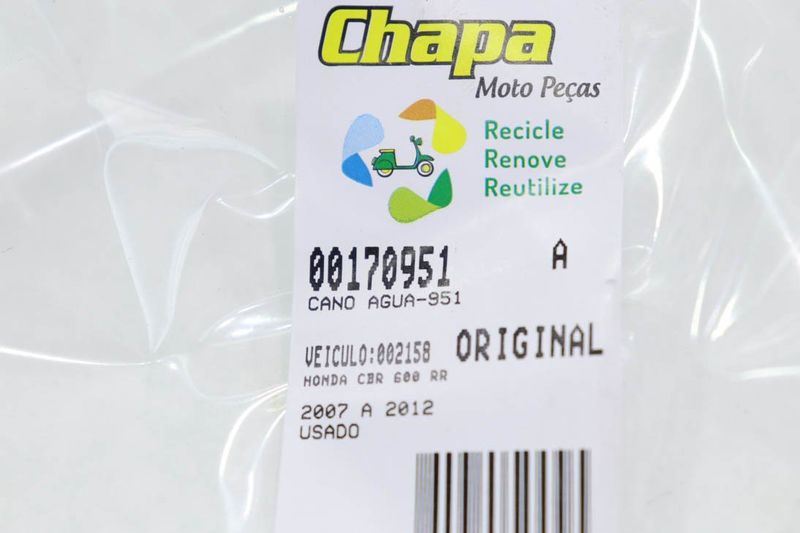 Chapa
Moto Peças
Recicle
Renove
Reutilize
00170951 A
CANO AGUA-951
VEICULO:002158 ORIGINAL
HONDA CBR 600 RR
2007 A 2012
USADO